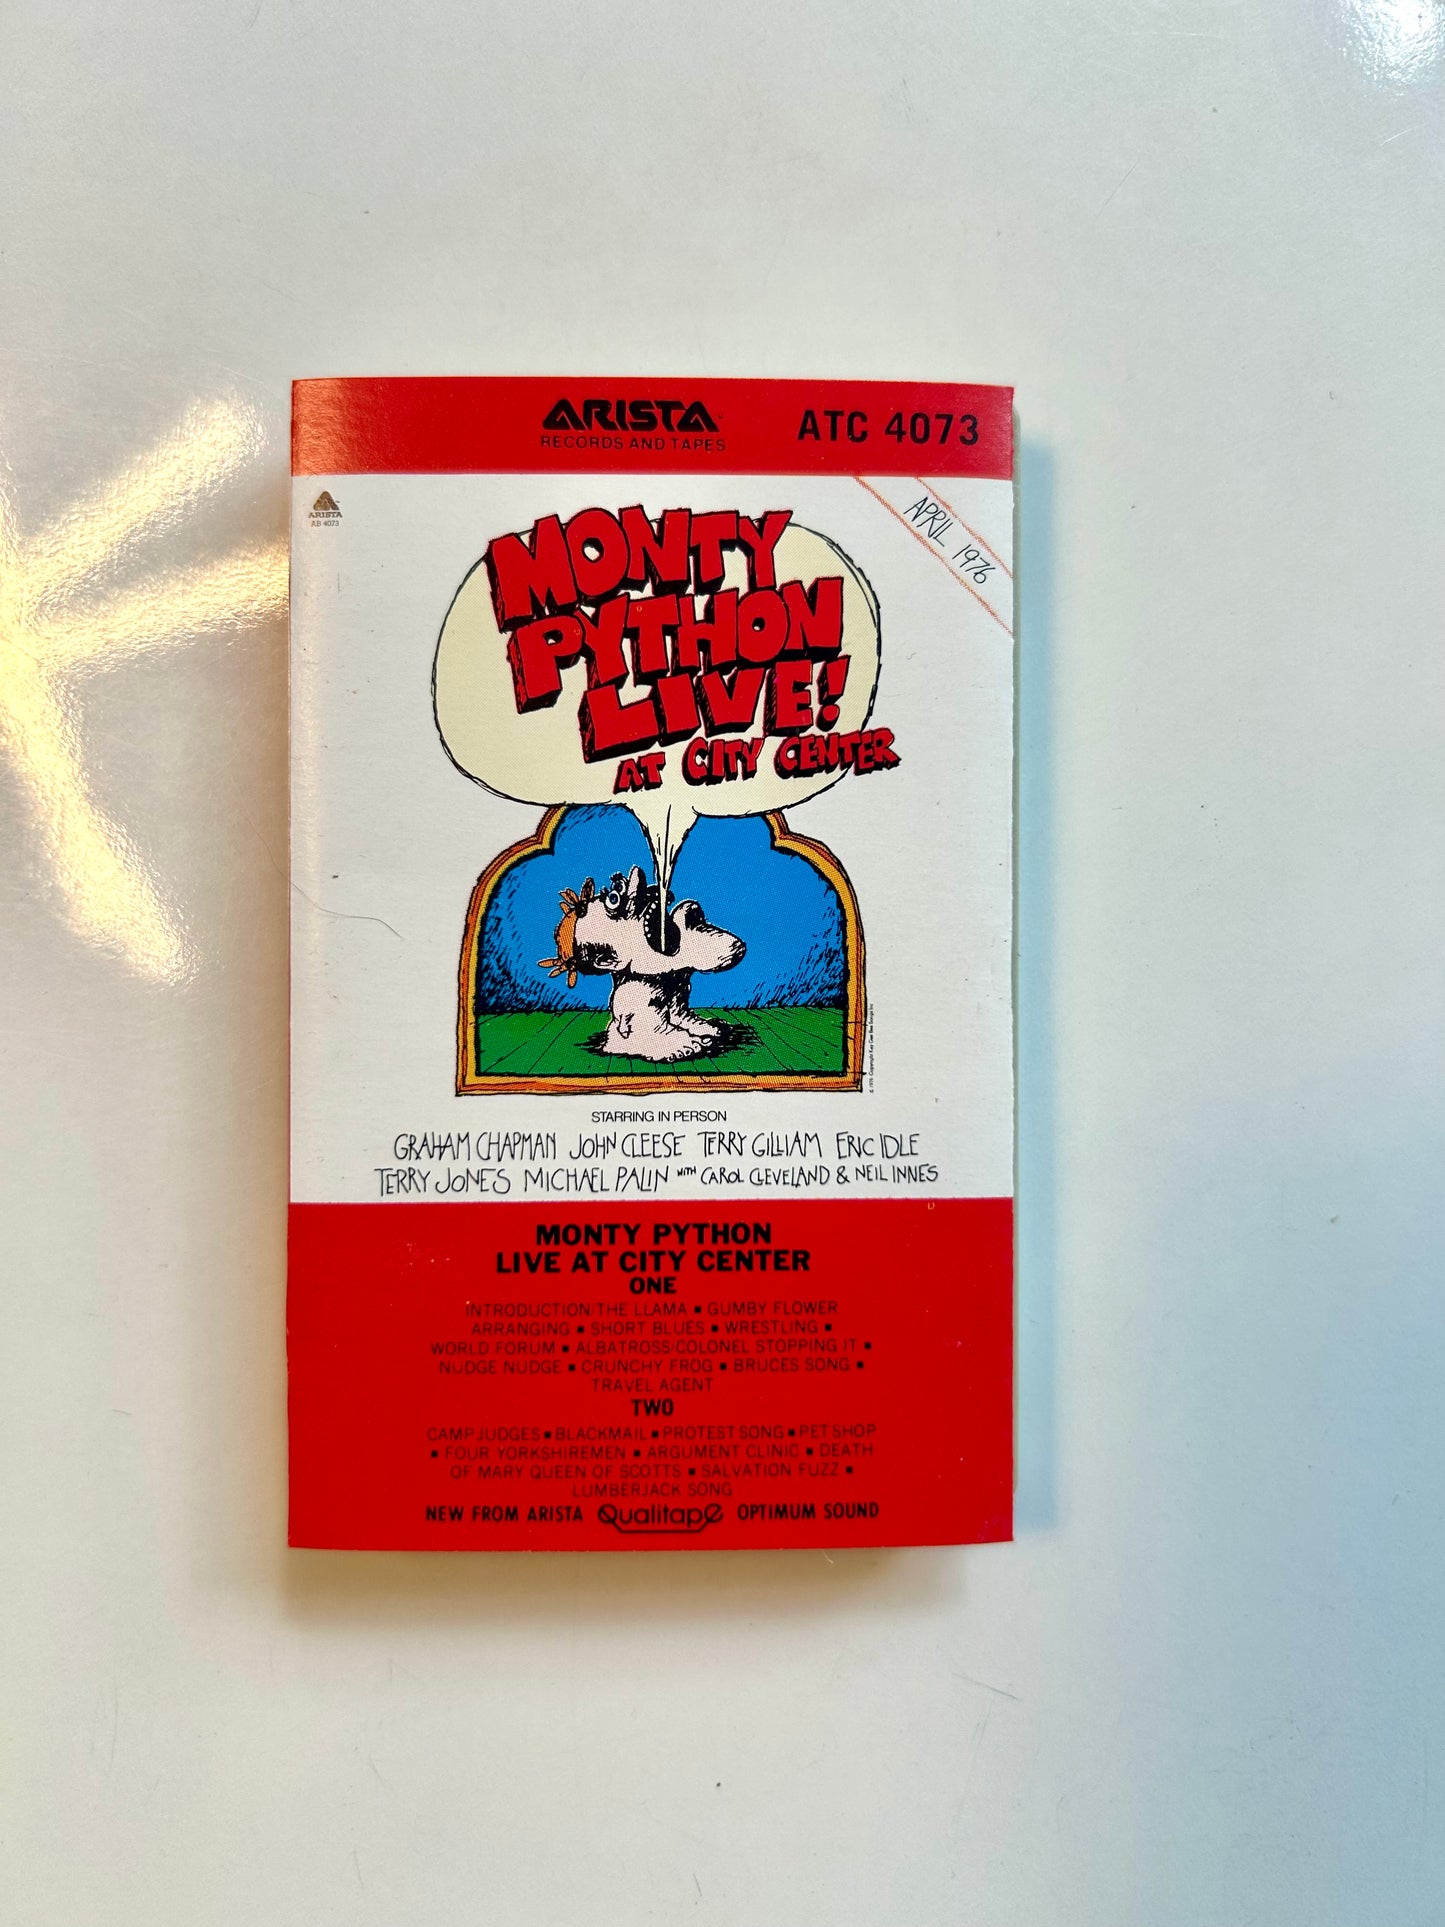 ARISTA
RECORDS AND TAPES
ATC 4073
ARISTA
AB 4073
APRIL 1976
MONTY
PYTHON
LIVE!
AT CITY CENTER
STARRING IN PERSON
GRAHAM CHAPMAN JOHN CLEESE TERRY GILLIAM ERIC IDLE
TERRY JONES MICHAEL PALIN WITH CAROL CLEVELAND & NEIL INNES
MONTY PYTHON
LIVE AT CITY CENTER
ONE
INTRODUCTION/THE LLAMA ▪ GUMBY FLOWER
ARRANGING ▪ SHORT BLUES ▪ WRESTLING ▪
WORLD FORUM ▪ ALBATROSS/COLONEL STOPPING IT ▪
NUDGE NUDGE ▪ CRUNCHY FROG ▪ BRUCES SONG ▪
TRAVEL AGENT
TWO
CAMP JUDGES ▪ BLACKMAIL ▪ PROTEST SONG ▪ PET SHOP
▪ FOUR YORKSHIREMEN ▪ ARGUMENT CLINIC ▪ DEATH
OF MARY QUEEN OF SCOTTS ▪ SALVATION FUZZ ▪
LUMBERJACK SONG
NEW FROM ARISTA Qualitape OPTIMUM SOUND